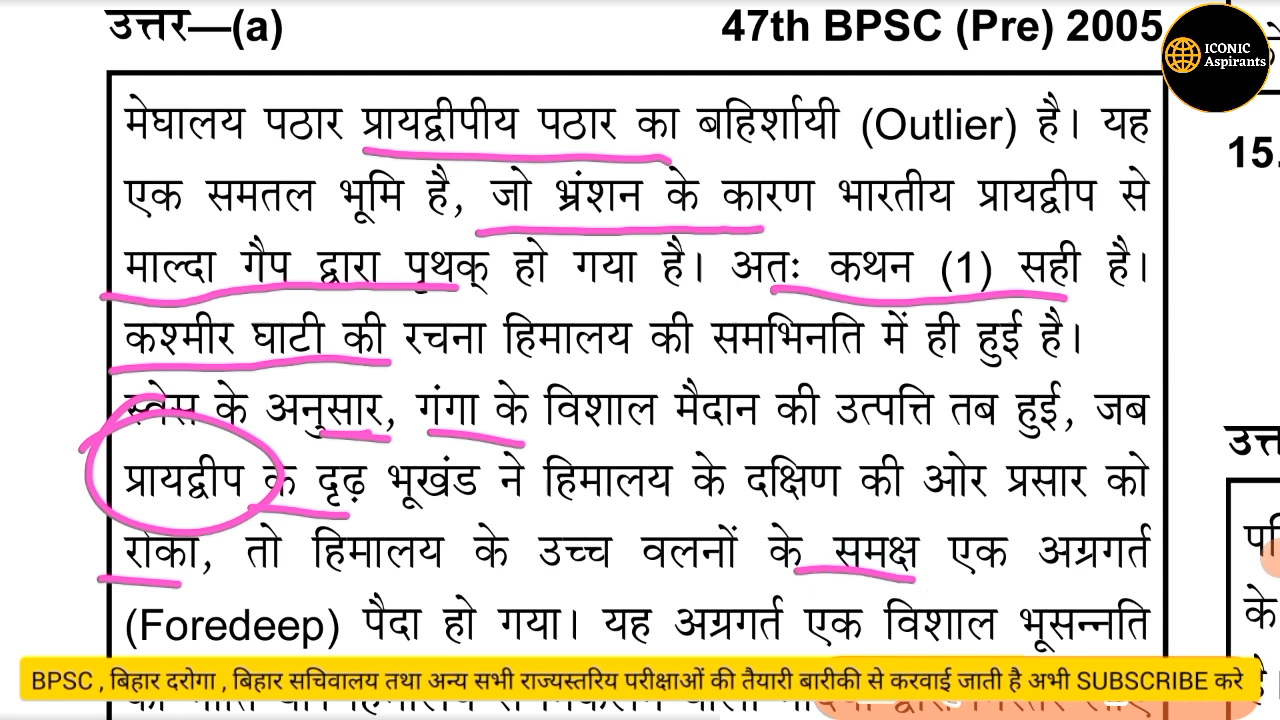 उत्तर—(a) 47th BPSC (Pre) 2005
ICONIC
Aspirants
मेघालय पठार प्रायद्वीपीय पठार का बहिर्शायी (Outlier) है। यह
एक समतल भूमि है, जो भ्रंशन के कारण भारतीय प्रायद्वीप से
माल्दा गैप द्वारा पृथक् हो गया है। अतः कथन (1) सही है।
कश्मीर घाटी की रचना हिमालय की समभिनति में ही हुई है।
स्वेस के अनुसार, गंगा के विशाल मैदान की उत्पत्ति तब हुई, जब
प्रायद्वीप के दृढ़ भूखंड ने हिमालय के दक्षिण की ओर प्रसार को
रोका, तो हिमालय के उच्च वलनों के समक्ष एक अग्रगर्त
(Foredeep) पैदा हो गया। यह अग्रगर्त एक विशाल भूसन्नति
BPSC , बिहार दरोगा , बिहार सचिवालय तथा अन्य सभी राज्यस्तरिय परीक्षाओं की तैयारी बारीकी से करवाई जाती है अभी SUBSCRIBE करे
15.
के